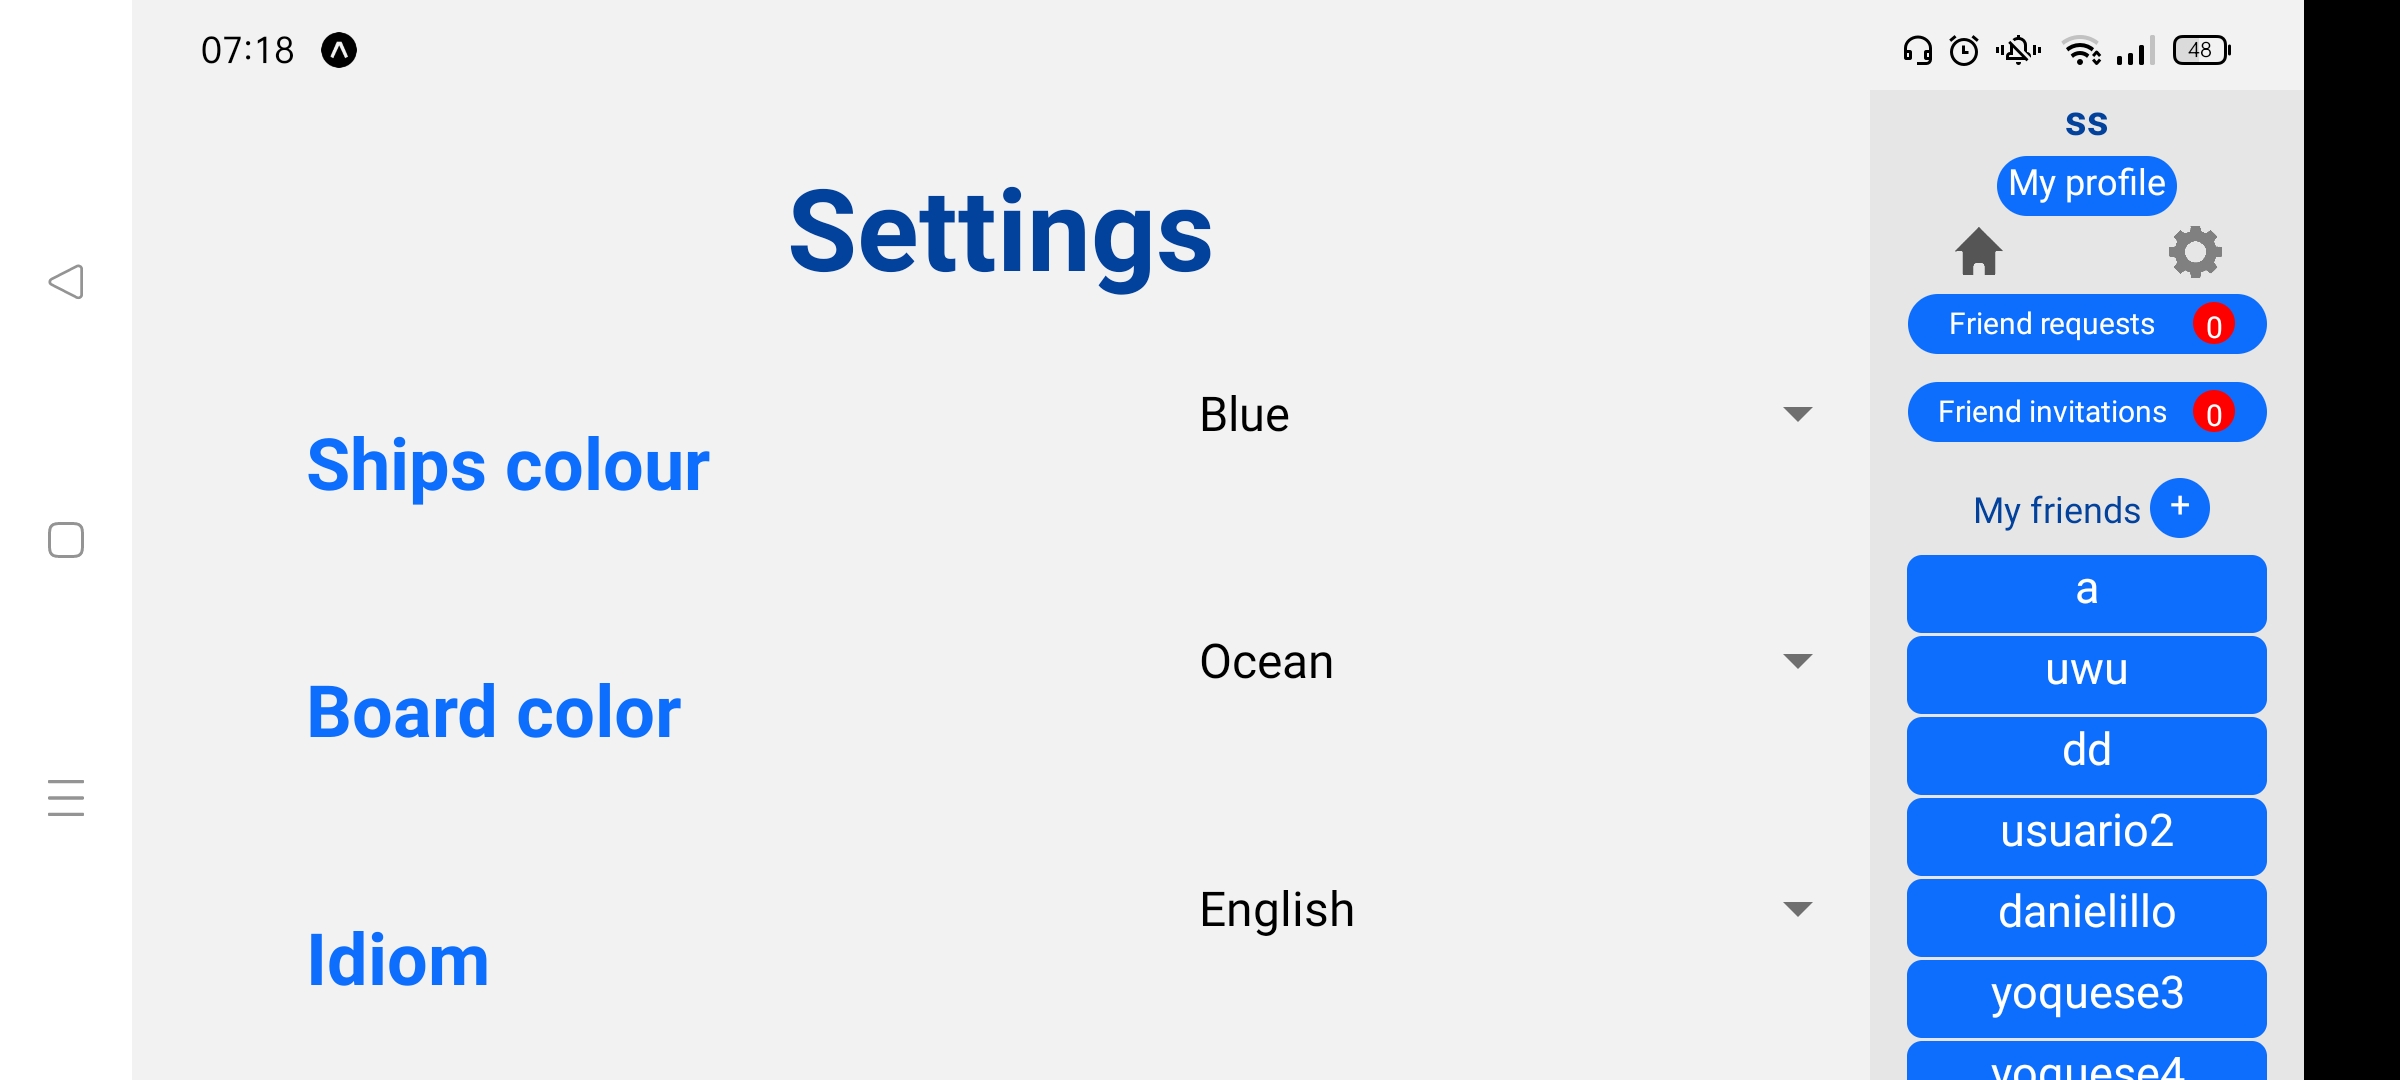 07:18
48
Settings
Ships colour
Blue
Board color
Ocean
Idiom
English
ss
My profile
Friend requests 0
Friend invitations 0
My friends +
a
uwu
dd
usuario2
danielillo
yoquese3
yoquese4